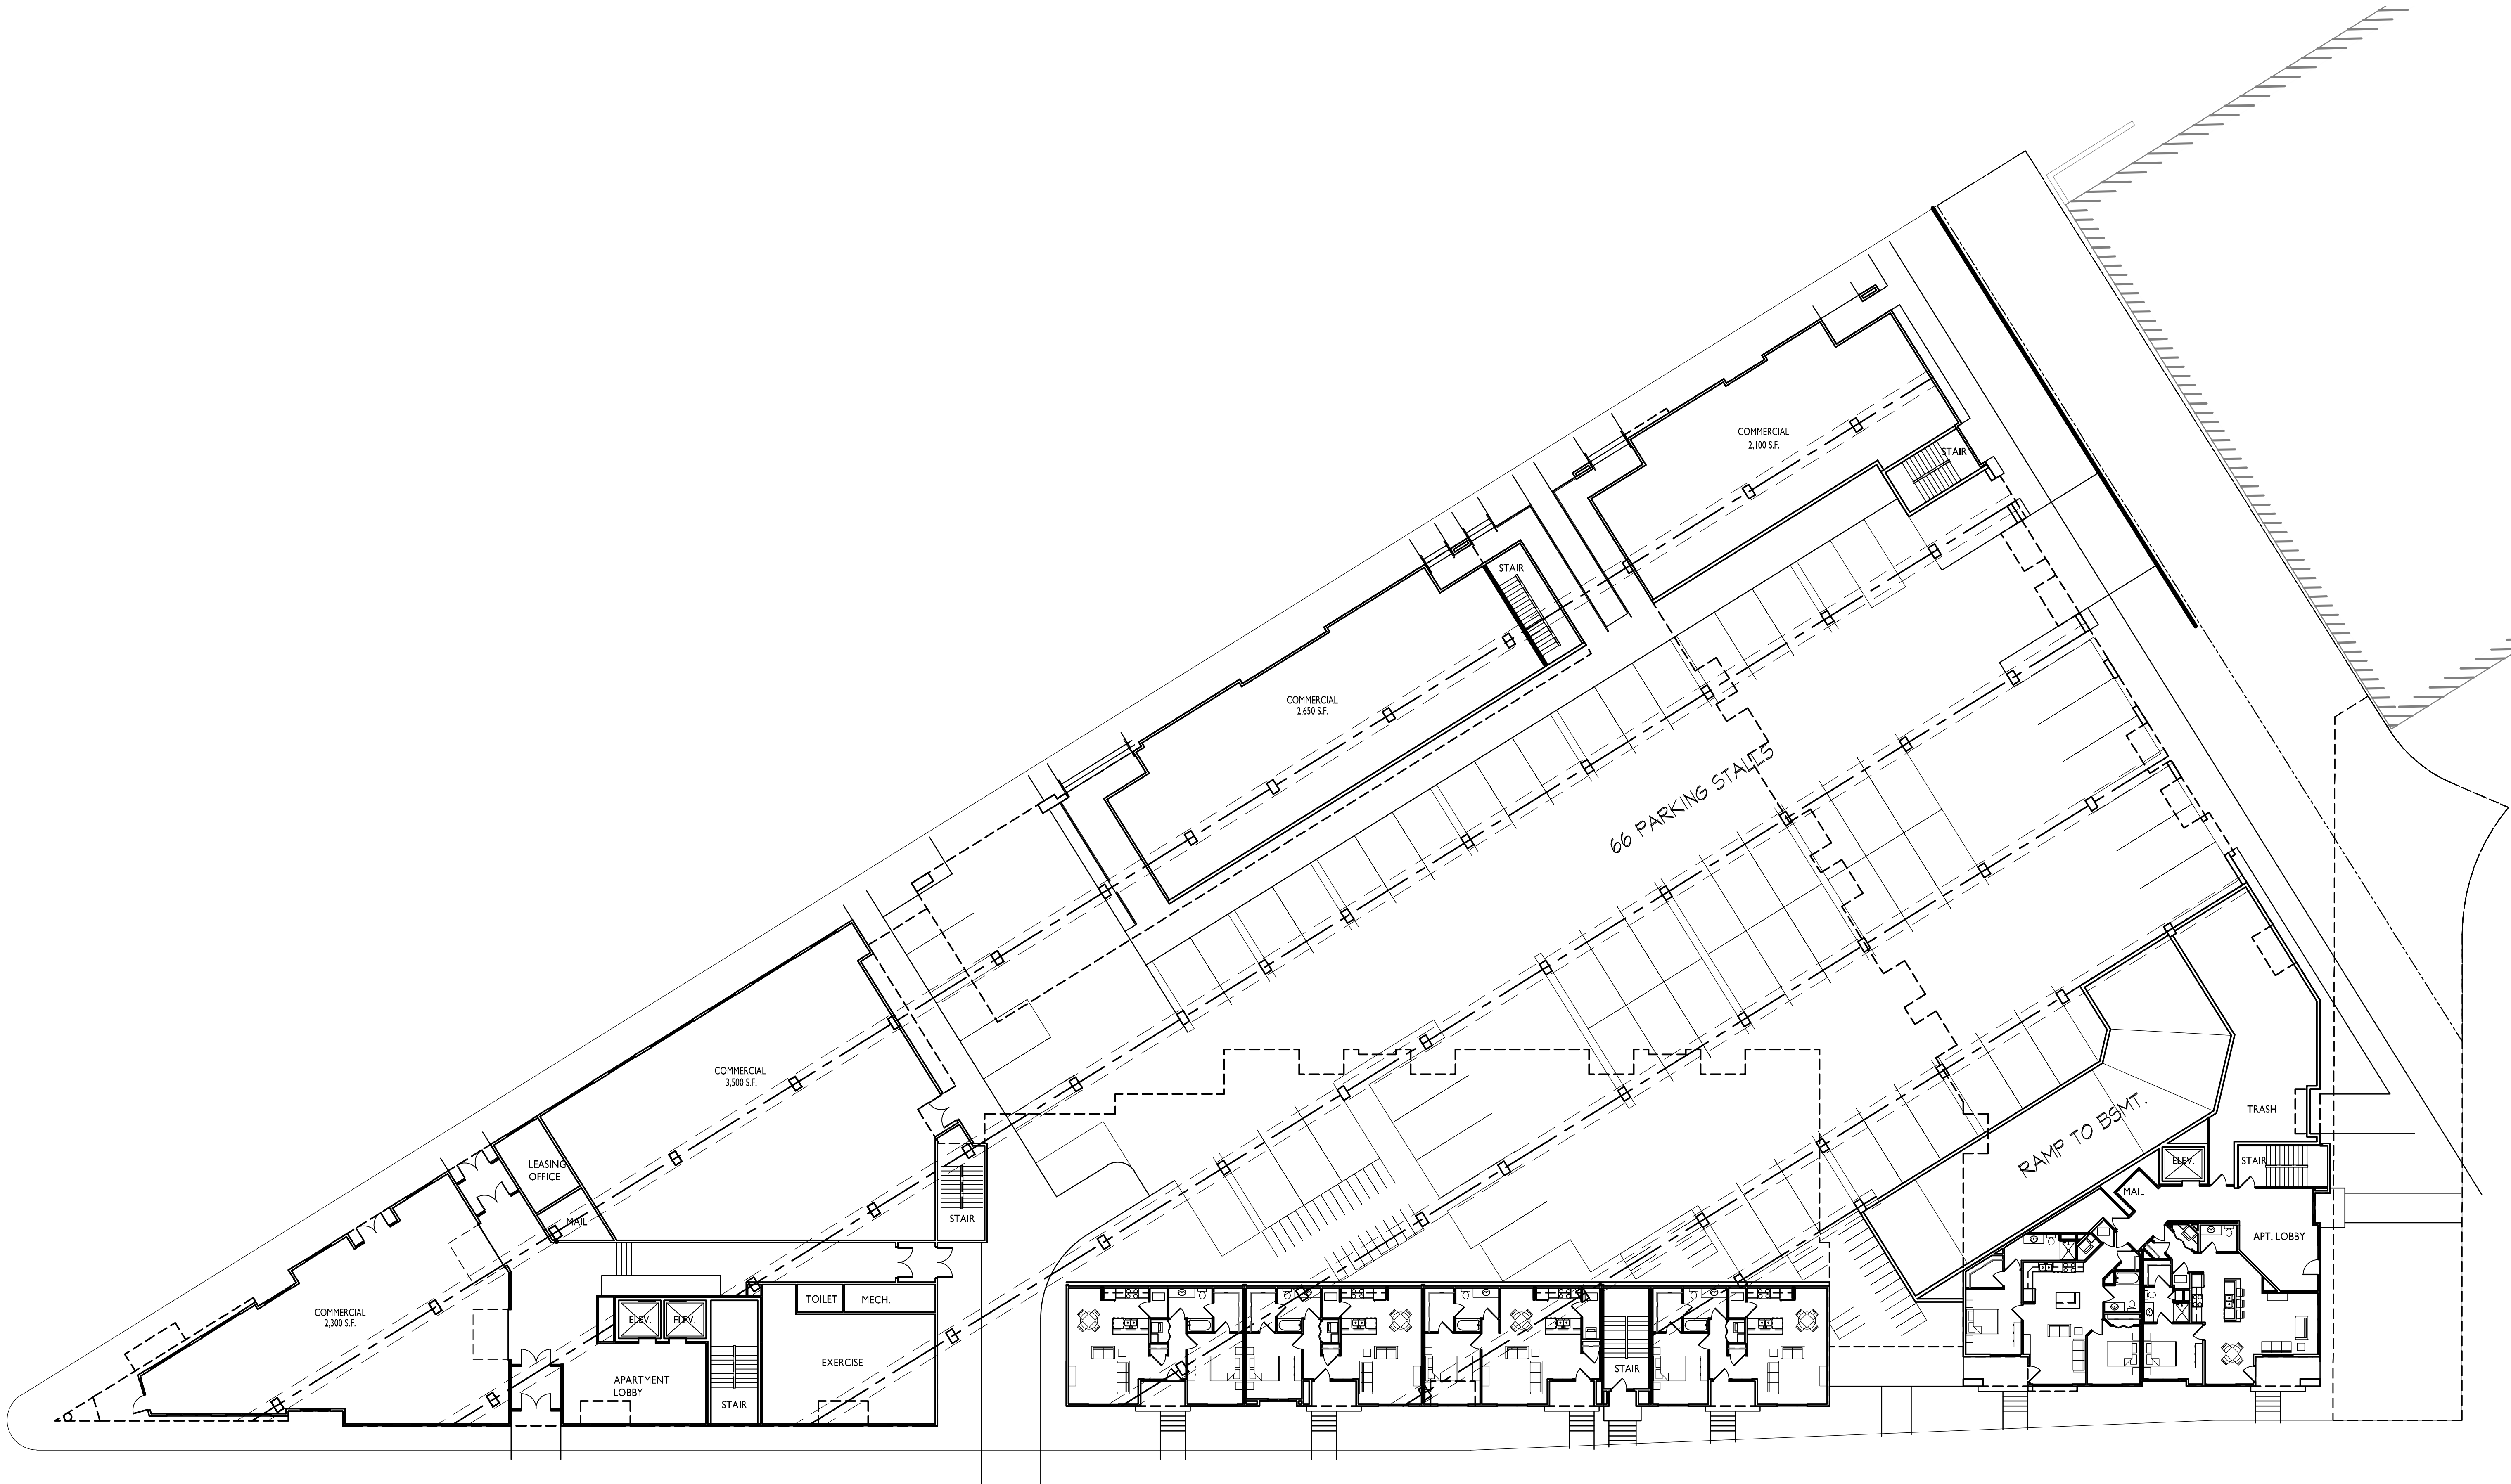 COMMERCIAL
2,100 S.F.
STAIR
STAIR
COMMERCIAL
2,650 S.F.
66 PARKING STALLS
COMMERCIAL
3,500 S.F.
TRASH
RAMP TO BSMT.
LEASING
OFFICE
ELEV.
STAIR
MAIL
MAIL
STAIR
APT. LOBBY
TOILET
MECH.
COMMERCIAL
2,300 S.F.
ELEV.
ELEV.
EXERCISE
STAIR
APARTMENT
LOBBY
STAIR